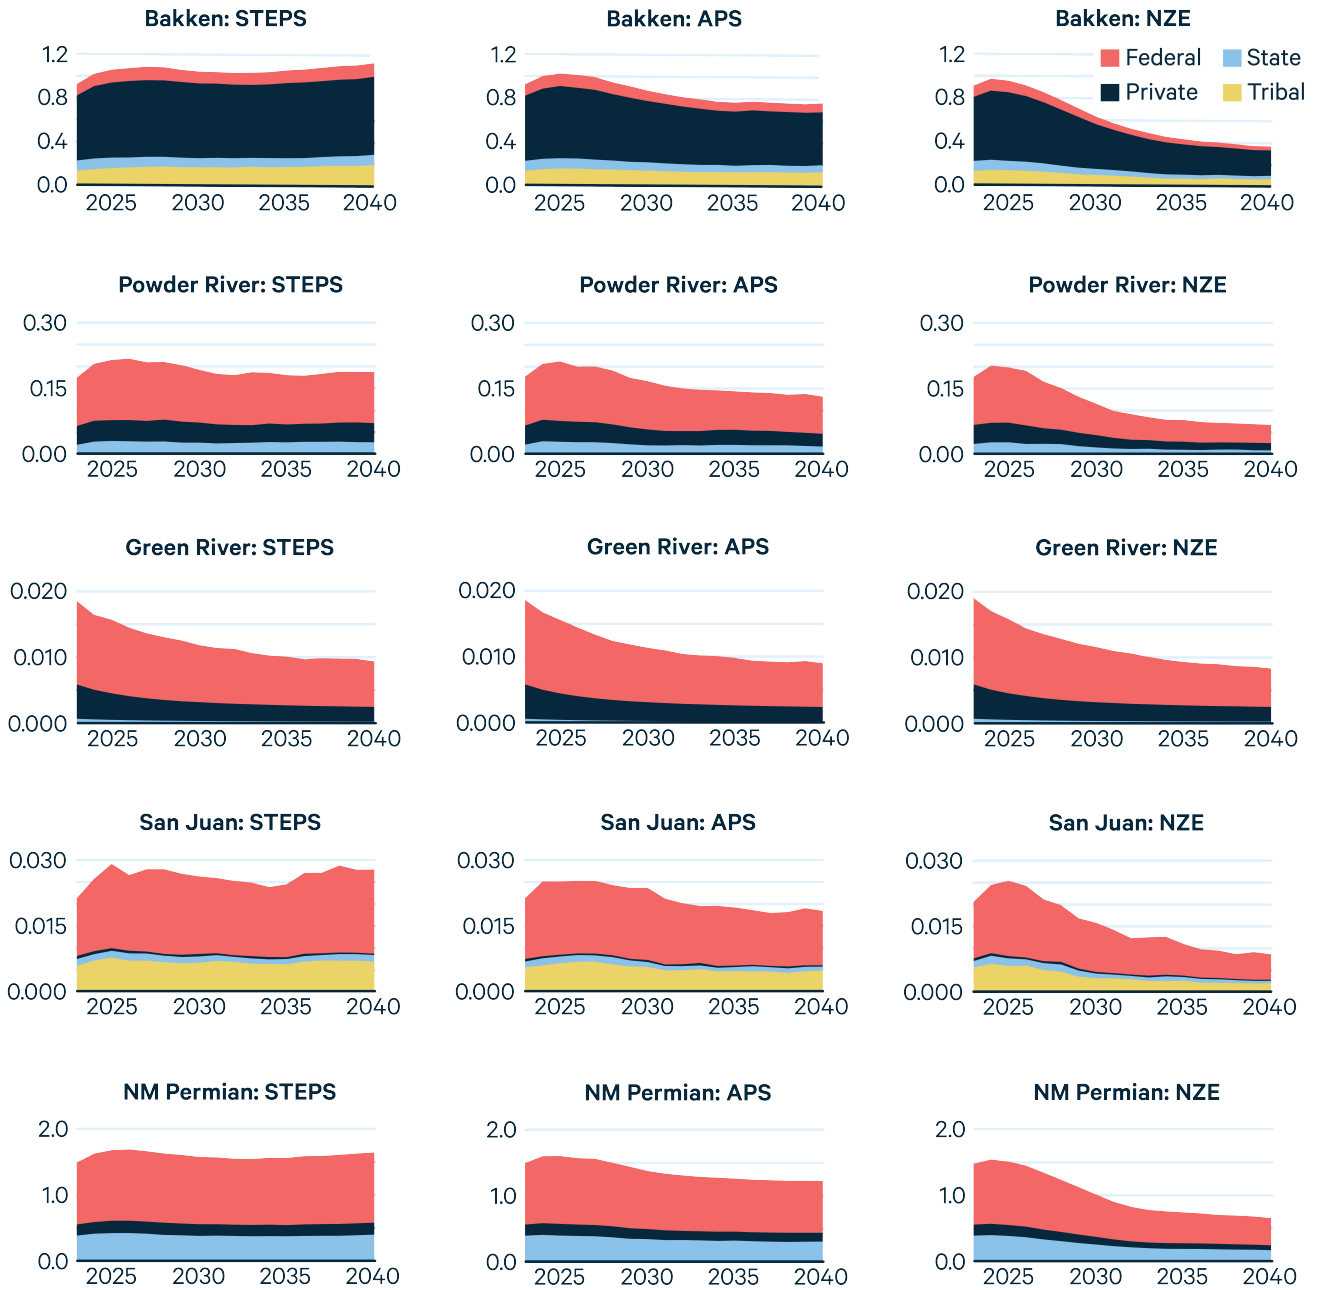 Bakken: STEPS
1.2
0.8
0.4
0.0
2025 2030 2035 2040
Bakken: APS
1.2
0.8
0.4
0.0
2025 2030 2035 2040
Bakken: NZE
1.2
0.8
0.4
0.0
Federal State
Private Tribal
2025 2030 2035 2040
Powder River: STEPS
0.30
0.15
0.00
2025 2030 2035 2040
Powder River: APS
0.30
0.15
0.00
2025 2030 2035 2040
Powder River: NZE
0.30
0.15
0.00
2025 2030 2035 2040
Green River: STEPS
0.020
0.010
0.000
2025 2030 2035 2040
Green River: APS
0.020
0.010
0.000
2025 2030 2035 2040
Green River: NZE
0.020
0.010
0.000
2025 2030 2035 2040
San Juan: STEPS
0.030
0.015
0.000
2025 2030 2035 2040
San Juan: APS
0.030
0.015
0.000
2025 2030 2035 2040
San Juan: NZE
0.030
0.015
0.000
2025 2030 2035 2040
NM Permian: STEPS
2.0
1.0
0.0
2025 2030 2035 2040
NM Permian: APS
2.0
1.0
0.0
2025 2030 2035 2040
NM Permian: NZE
2.0
1.0
0.0
2025 2030 2035 2040